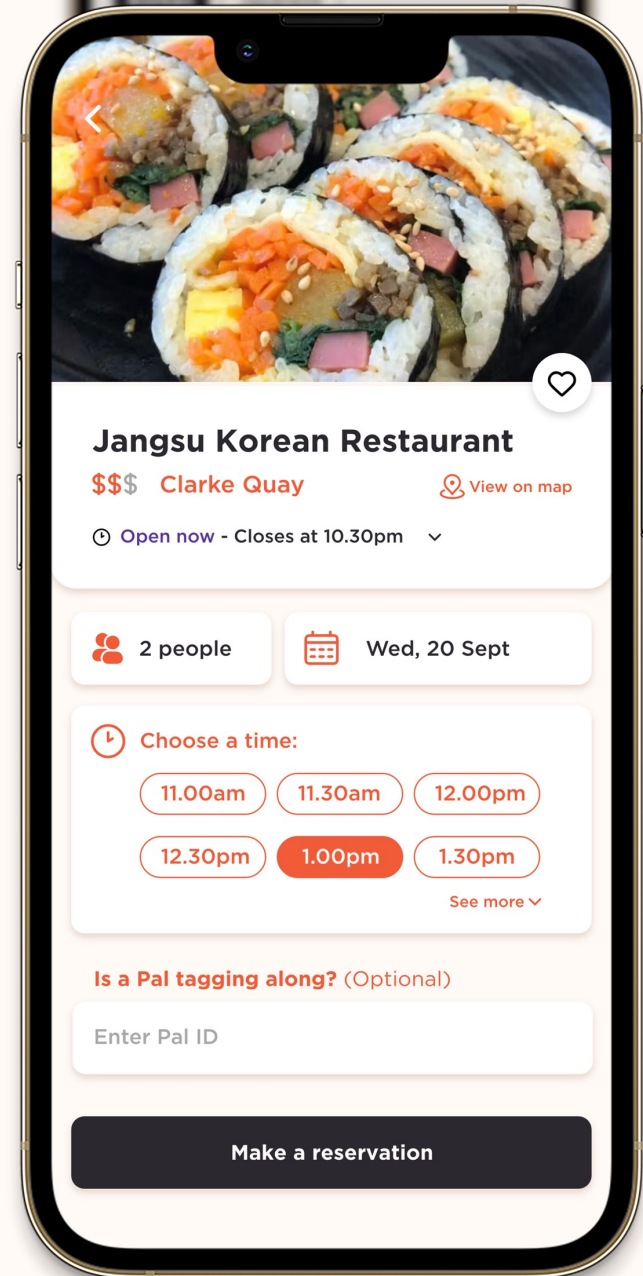 Jangsu Korean Restaurant
$$$ Clarke Quay View on map
Open now - Closes at 10.30pm
2 people Wed, 20 Sept
Choose a time:
11.00am 11.30am 12.00pm
12.30pm 1.00pm 1.30pm
See more
Is a Pal tagging along? (Optional)
Enter Pal ID
Make a reservation